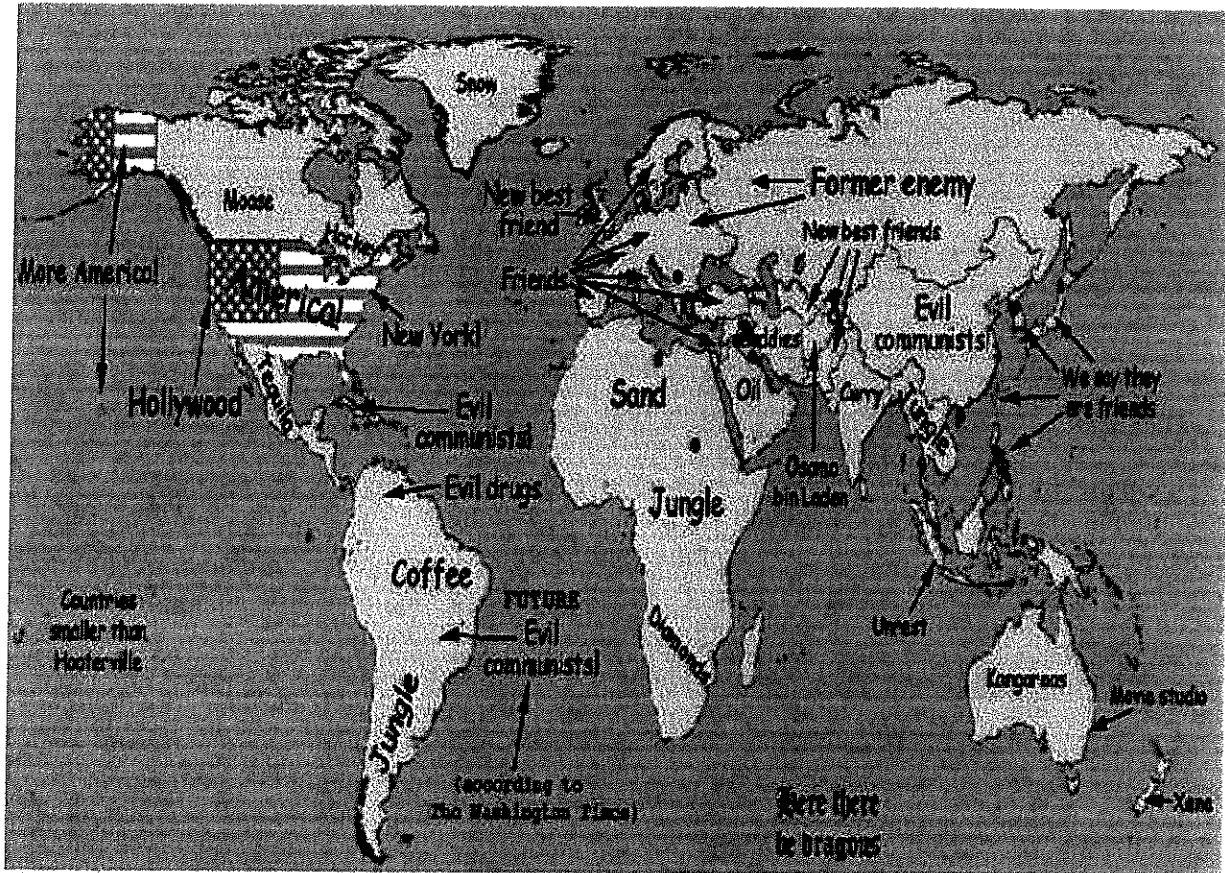 Snow
Moose
Hockey
America!
More America!
New York!
Hollywood
Tequila
Evil
communists!
Evil drugs
Coffee
FUTURE
Evil
communists!
(according to
The Washington Times)
Jungle
Countries
smaller than
Hooterville
New best
friend
Friends
Former enemy
New best friends
Evil
communists!
Buddies
Oil
Curry
Sand
Jungle
Diamonds
Osama
bin Laden
We say they
are friends
Unrest
Kangaroos
Movie studio
Xena
Here there
be dragons